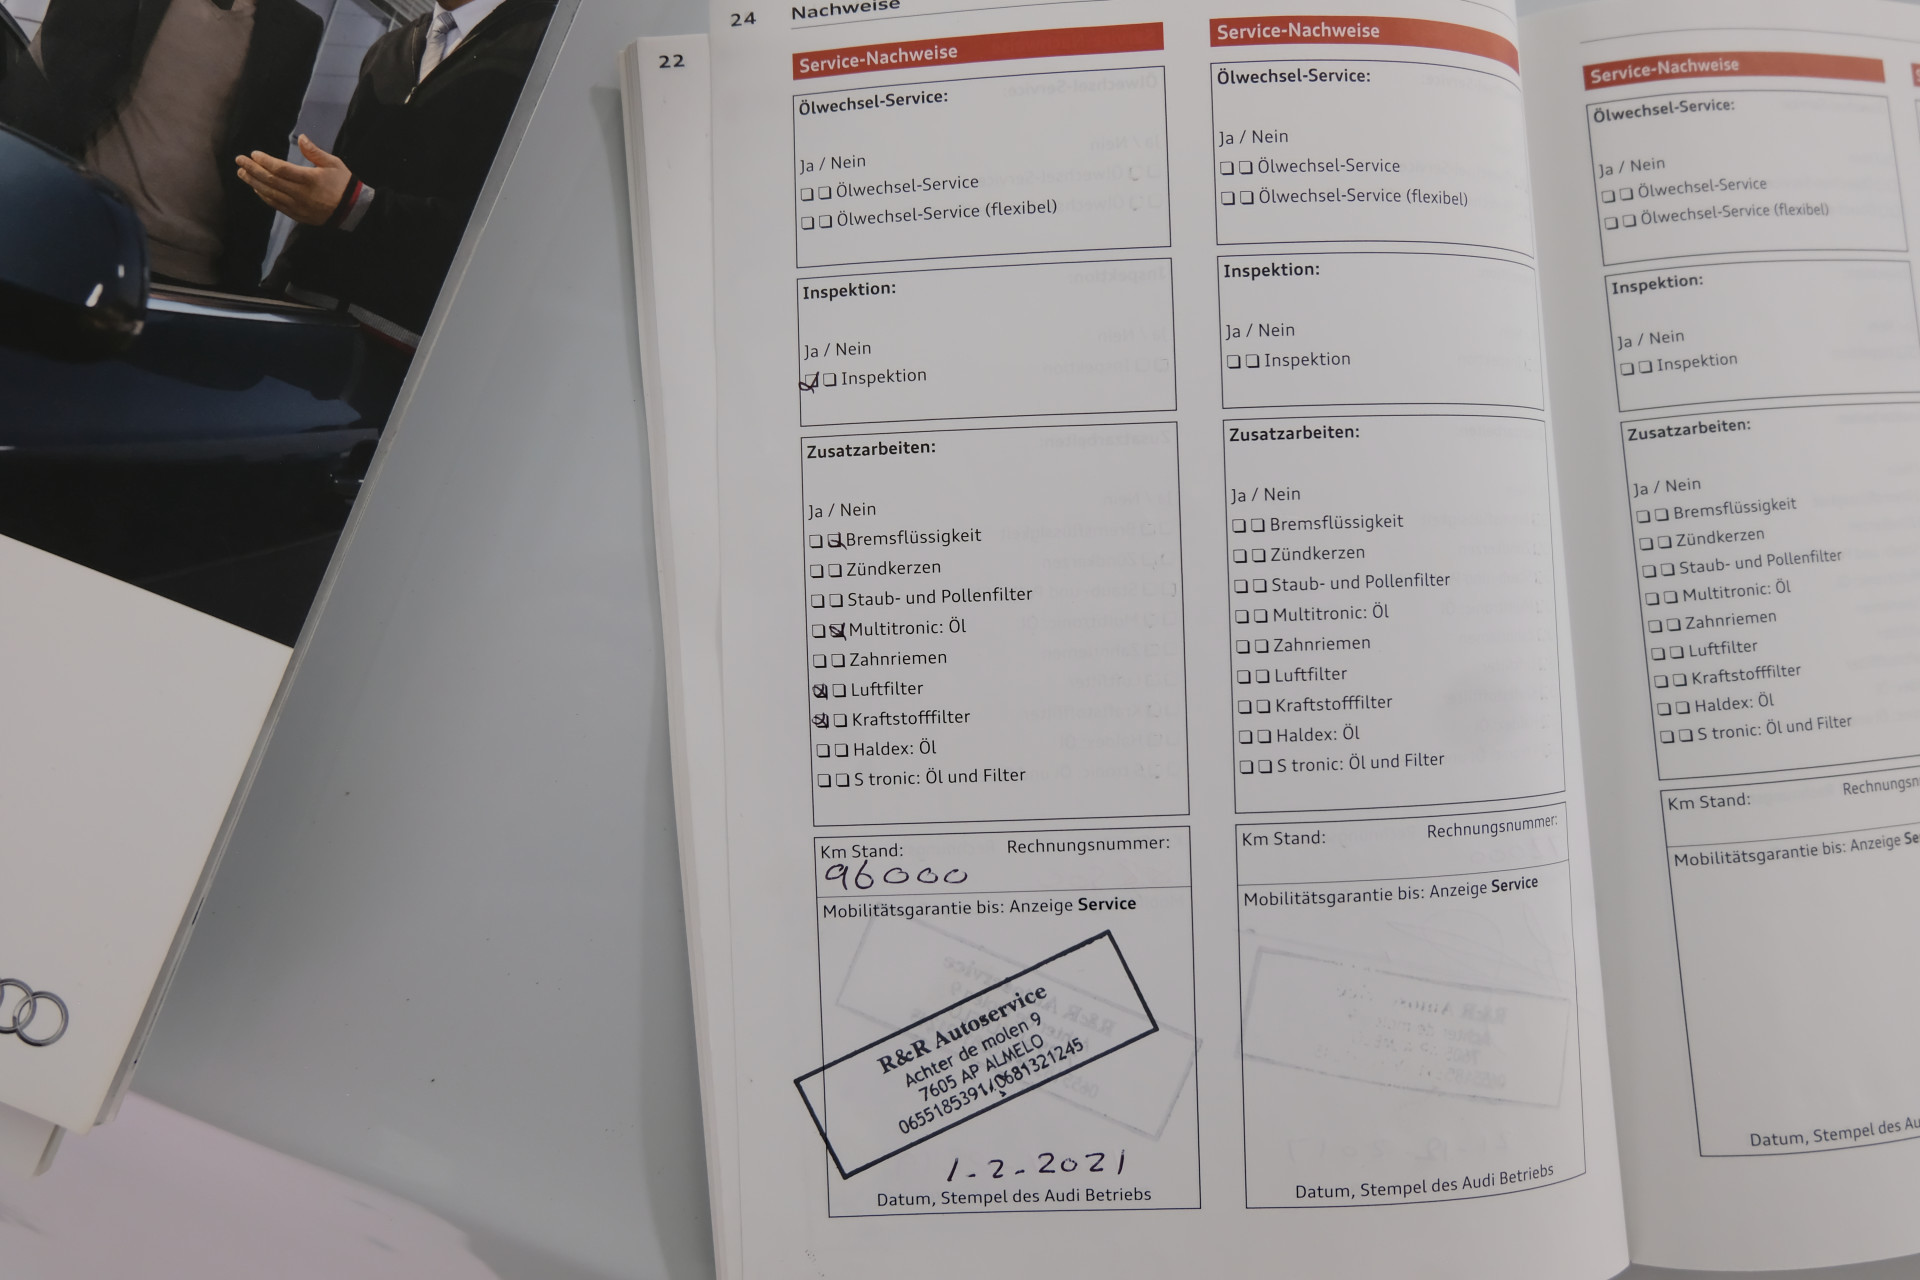 22
24 Nachweise
Service-Nachweise
Ölwechsel-Service:
Ja / Nein
Ölwechsel-Service
Ölwechsel-Service (flexibel)
Inspektion:
Ja / Nein
Inspektion
Zusatzarbeiten:
Ja / Nein
Bremsflüssigkeit
Zündkerzen
Staub- und Pollenfilter
Multitronic: Öl
Zahnriemen
Luftfilter
Kraftstofffilter
Haldex: Öl
S tronic: Öl und Filter
Km Stand: Rechnungsnummer:
96000
Mobilitätsgarantie bis: Anzeige Service
R&R Autoservice
Achter de molen 9
7605 AP ALMELO
0655185391/0681321245
1-2-2021
Datum, Stempel des Audi Betriebs
Service-Nachweise
Ölwechsel-Service:
Ja / Nein
Ölwechsel-Service
Ölwechsel-Service (flexibel)
Inspektion:
Ja / Nein
Inspektion
Zusatzarbeiten:
Ja / Nein
Bremsflüssigkeit
Zündkerzen
Staub- und Pollenfilter
Multitronic: Öl
Zahnriemen
Luftfilter
Kraftstofffilter
Haldex: Öl
S tronic: Öl und Filter
Km Stand: Rechnungsnummer:
Mobilitätsgarantie bis: Anzeige Service
Datum, Stempel des Audi Betriebs
Service-Nachweise
Ölwechsel-Service:
Ja / Nein
Ölwechsel-Service
Ölwechsel-Service (flexibel)
Inspektion:
Ja / Nein
Inspektion
Zusatzarbeiten:
Ja / Nein
Bremsflüssigkeit
Zündkerzen
Staub- und Pollenfilter
Multitronic: Öl
Zahnriemen
Luftfilter
Kraftstofffilter
Haldex: Öl
S tronic: Öl und Filter
Km Stand: Rechnungsn
Mobilitätsgarantie bis: Anzeige Se
Datum, Stempel des Au